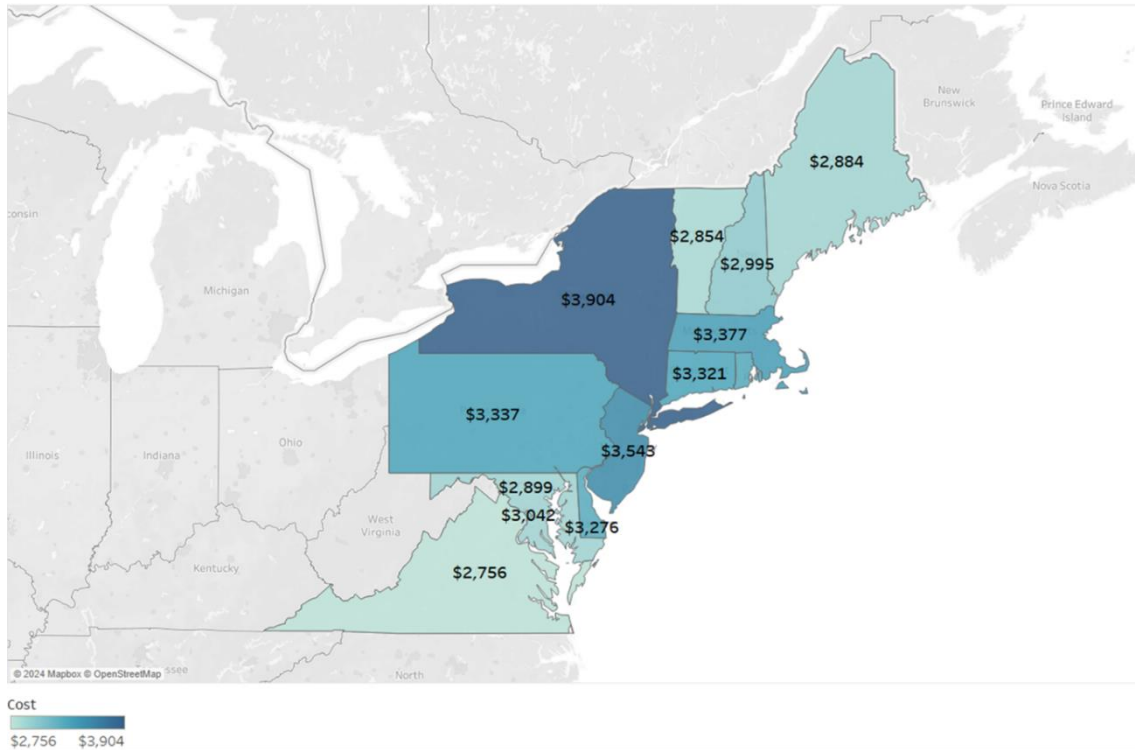 New
Brunswick
Prince Edward
Island
$2,884
Nova Scotia
consin
$2,854
$2,995
Michigan
$3,904
$3,377
$3,321
$3,337
Ohio
$3,543
Illinois
Indiana
$2,899
$3,042
West
Virginia
$3,276
Kentucky
$2,756
© 2024 Mapbox © OpenStreetMap
ssee
North
Cost
$2,756 $3,904